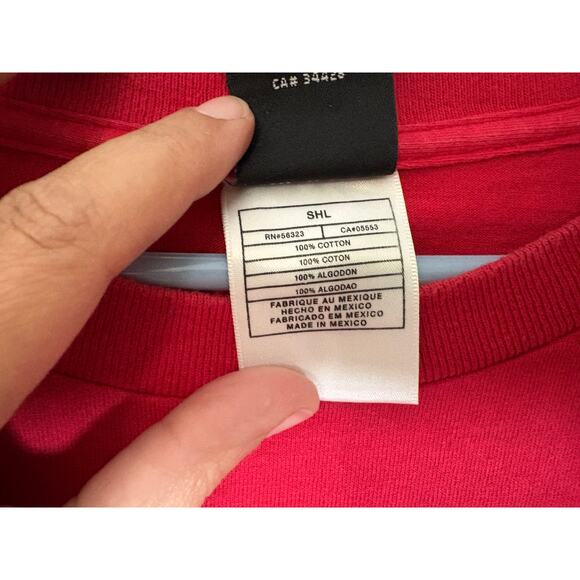 CA# 34428
SHL
RN#56323 CA#05553
100% COTTON
100% COTON
100% ALGODON
100% ALGODAO
FABRIQUE AU MEXIQUE
HECHO EN MEXICO
FABRICADO EM MEXICO
MADE IN MEXICO